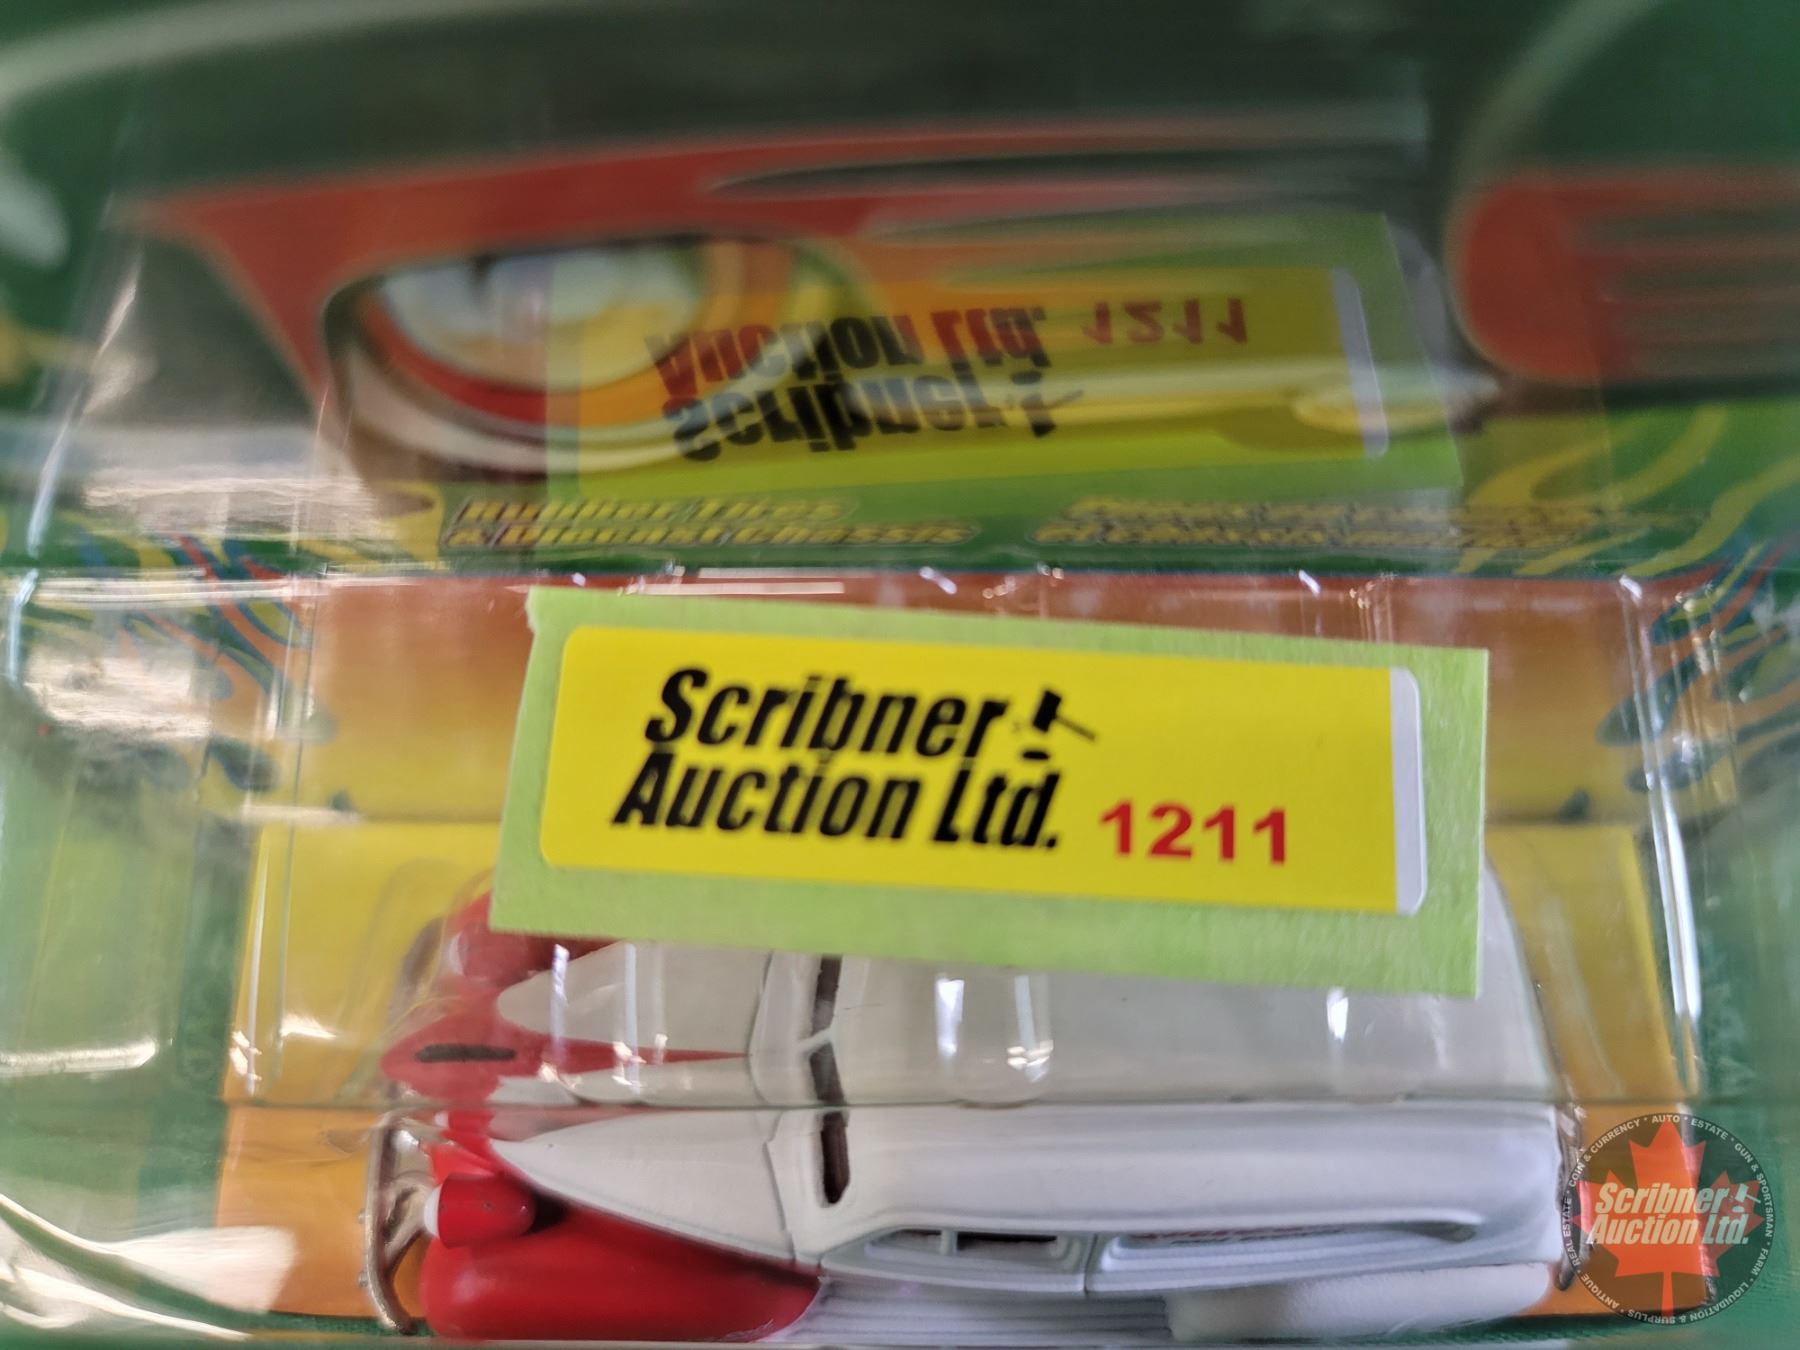 Auction Ltd. 1211
Scribner
Rubber Tires
& Diecast Chassis
Scribner
Auction Ltd. 1211
COIN & CURRENCY • AUTO • ESTATE • GUN & SPORTSMAN • FARM • LIQUIDATION & SURPLUS • ANTIQUE • REAL ESTATE •
Scribner
Auction Ltd.